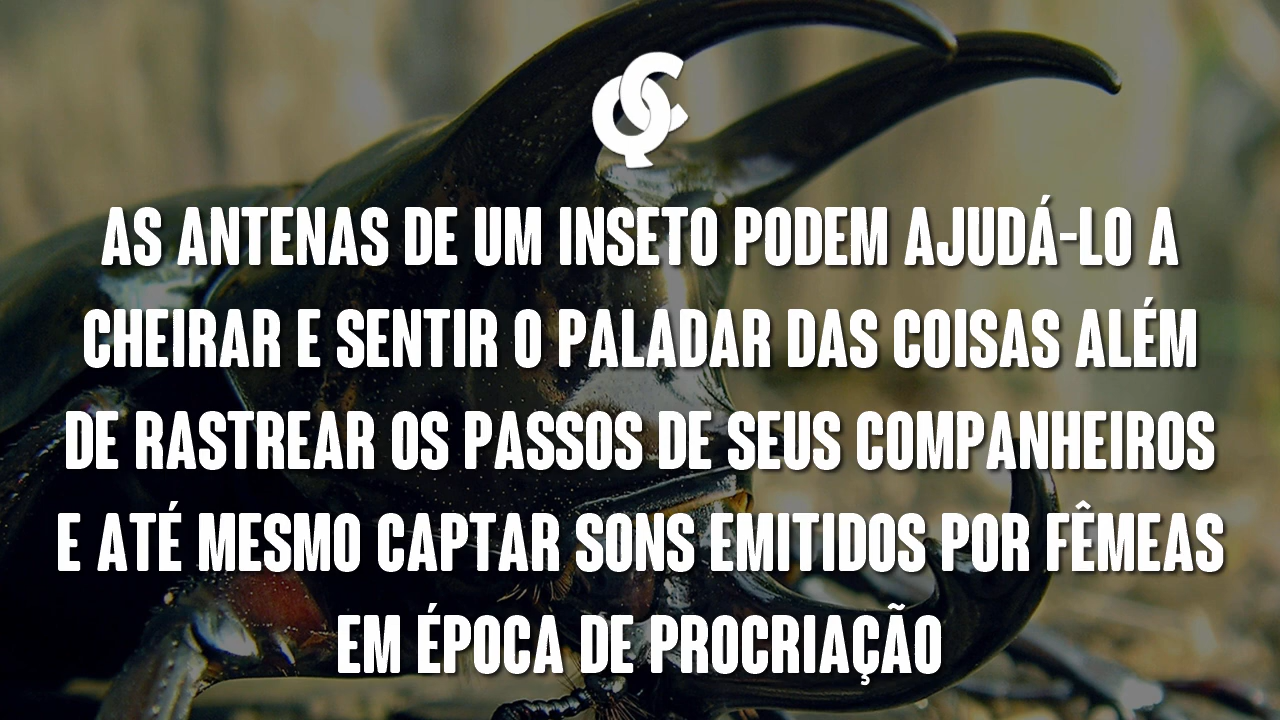 AS ANTENAS DE UM INSETO PODEM AJUDÁ-LO A
CHEIRAR E SENTIR O PALADAR DAS COISAS ALÉM
DE RASTREAR OS PASSOS DE SEUS COMPANHEIROS
E ATÉ MESMO CAPTAR SONS EMITIDOS POR FÊMEAS
EM ÉPOCA DE PROCRIAÇÃO